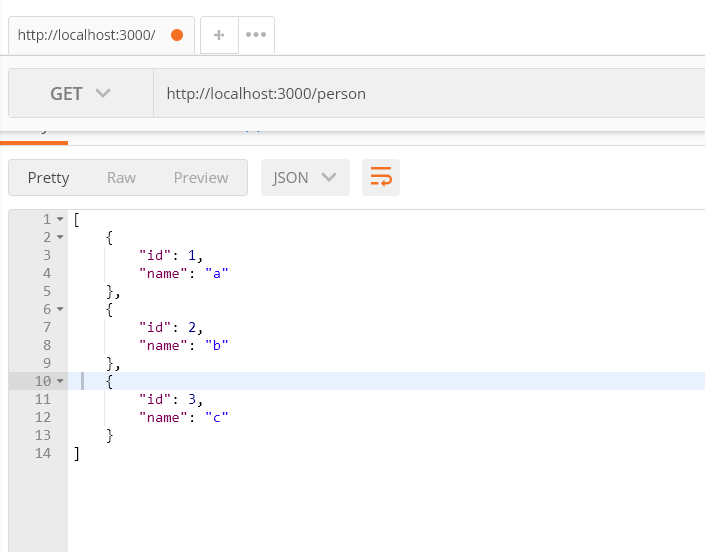 http://localhost:3000/
+
•••
GET
http://localhost:3000/person
Pretty
Raw
Preview
JSON
1 [
2 {
3 "id": 1,
4 "name": "a"
5 },
6 {
7 "id": 2,
8 "name": "b"
9 },
10 {
11 "id": 3,
12 "name": "c"
13 }
14 ]